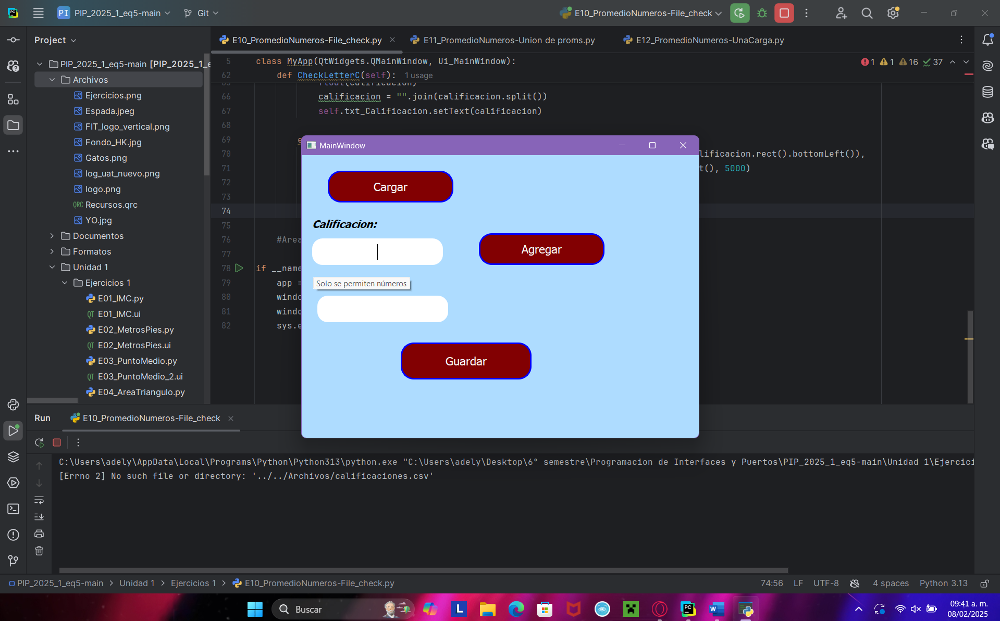 PI PIP_2025_1_eq5-main Git E10_PromedioNumeros-File_check
Project
E10_PromedioNumeros-File_check.py E11_PromedioNumeros-Union de proms.py E12_PromedioNumeros-UnaCarga.py
PIP_2025_1_eq5-main [PIP_2025_1_e
Archivos
Ejercicios.png
Espada.jpeg
FIT_logo_vertical.png
Fondo_HK.jpg
Gatos.png
log_uat_nuevo.png
logo.png
QRC Recursos.qrc
YO.jpg
Documentos
Formatos
Unidad 1
Ejercicios 1
E01_IMC.py
QT E01_IMC.ui
E02_MetrosPies.py
QT E02_MetrosPies.ui
E03_PuntoMedio.py
QT E03_PuntoMedio_2.ui
E04_AreaTriangulo.py
5 class MyApp(QtWidgets.QMainWindow, Ui_MainWindow):
1 1 16 37
62 def CheckLetterC(self): 1 usage
65 float(calificacion)
66 calificacion = "".join(calificacion.split())
67 self.txt_Calificacion.setText(calificacion)
68
69 e
70 lificacion.rect().bottomLeft()),
71 t(), 5000)
72
73
74
75
76 #Area
77
78 if __name
79 app =
80 windo
81 windo
82 sys.e
MainWindow
Cargar
Calificacion:
Agregar
Solo se permiten números
Guardar
Run E10_PromedioNumeros-File_check
C:\Users\adely\AppData\Local\Programs\Python\Python313\python.exe "C:\Users\adely\Desktop\6° semestre\Programacion de Interfaces y Puertos\PIP_2025_1_eq5-main\Unidad 1\Ejercici
[Errno 2] No such file or directory: '../../Archivos/calificaciones.csv'
PIP_2025_1_eq5-main > Unidad 1 > Ejercicios 1 > E10_PromedioNumeros-File_check.py
74:56 LF UTF-8 4 spaces Python 3.13
Buscar
09:41 a. m.
08/02/2025